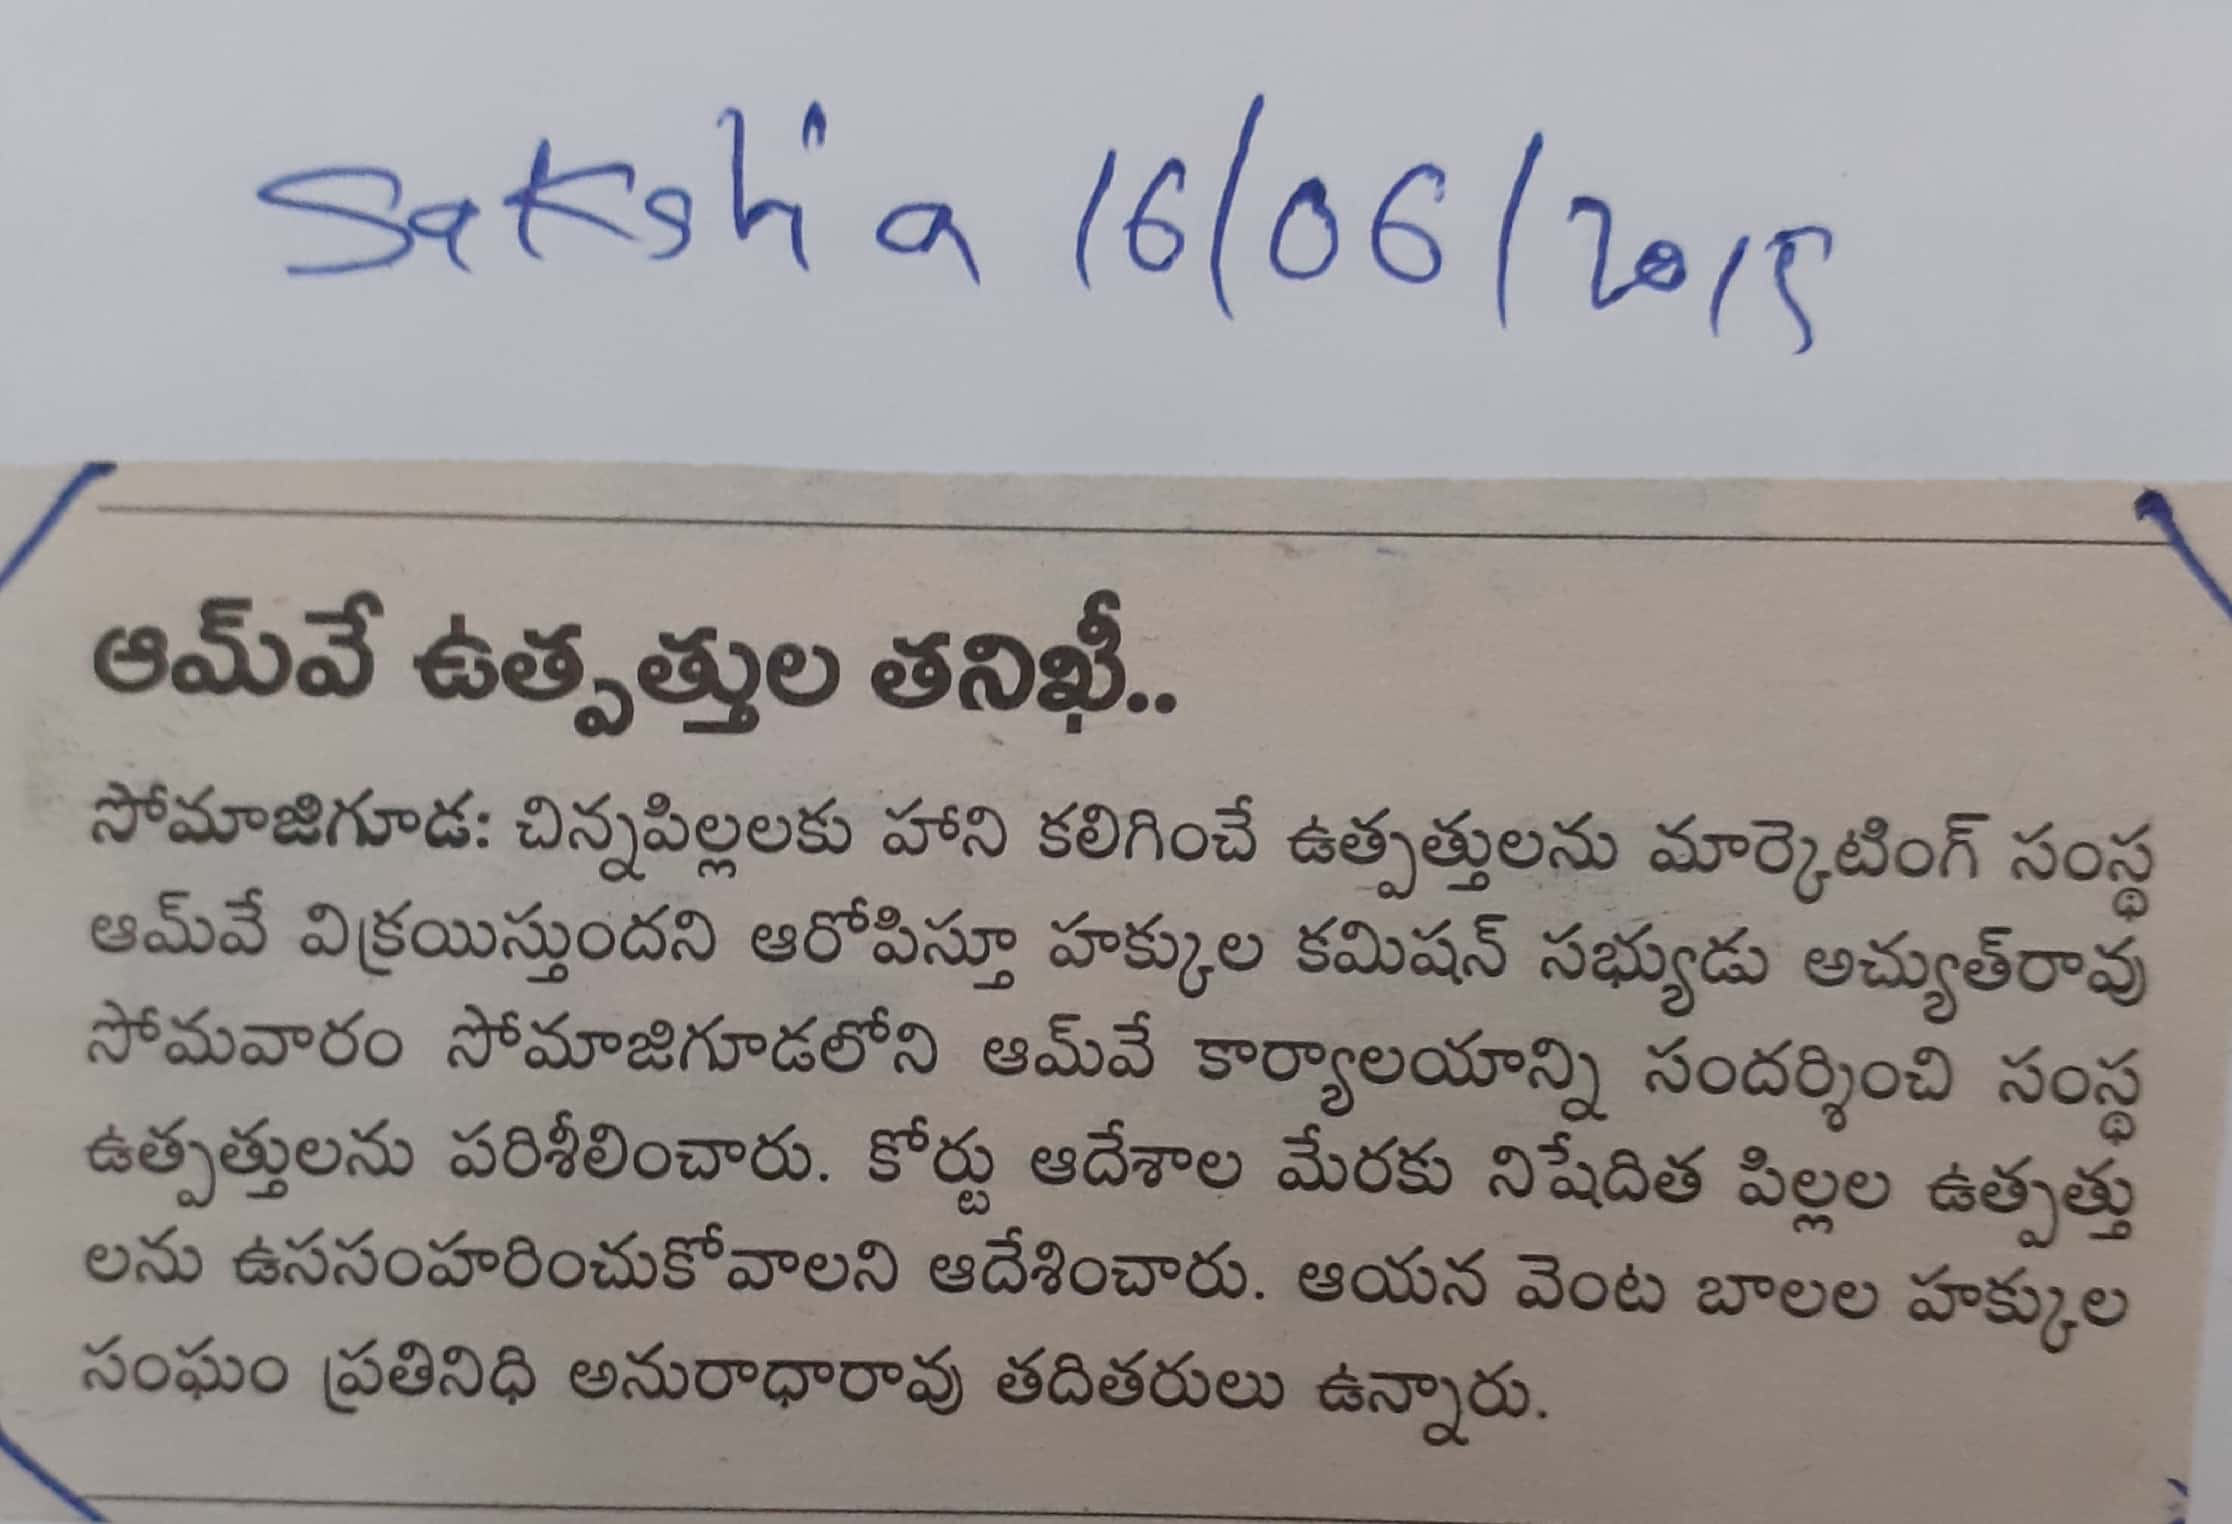 Sakshi a 16/06/2015
ఆమ్‌వే ఉత్పత్తుల తనిఖీ..
సోమాజిగూడ: చిన్నపిల్లలకు హాని కలిగించే ఉత్పత్తులను మార్కెటింగ్ సంస్థ
ఆమ్‌వే విక్రయిస్తుందని ఆరోపిస్తూ హక్కుల కమిషన్ సభ్యుడు అచ్యుత్‌రావు
సోమవారం సోమాజిగూడలోని ఆమ్‌వే కార్యాలయాన్ని సందర్శించి సంస్థ
ఉత్పత్తులను పరిశీలించారు. కోర్టు ఆదేశాల మేరకు నిషేదిత పిల్లల ఉత్పత్తు
లను ఉససంహరించుకోవాలని ఆదేశించారు. ఆయన వెంట బాలల హక్కుల
సంఘం ప్రతినిధి అనురాధారావు తదితరులు ఉన్నారు.